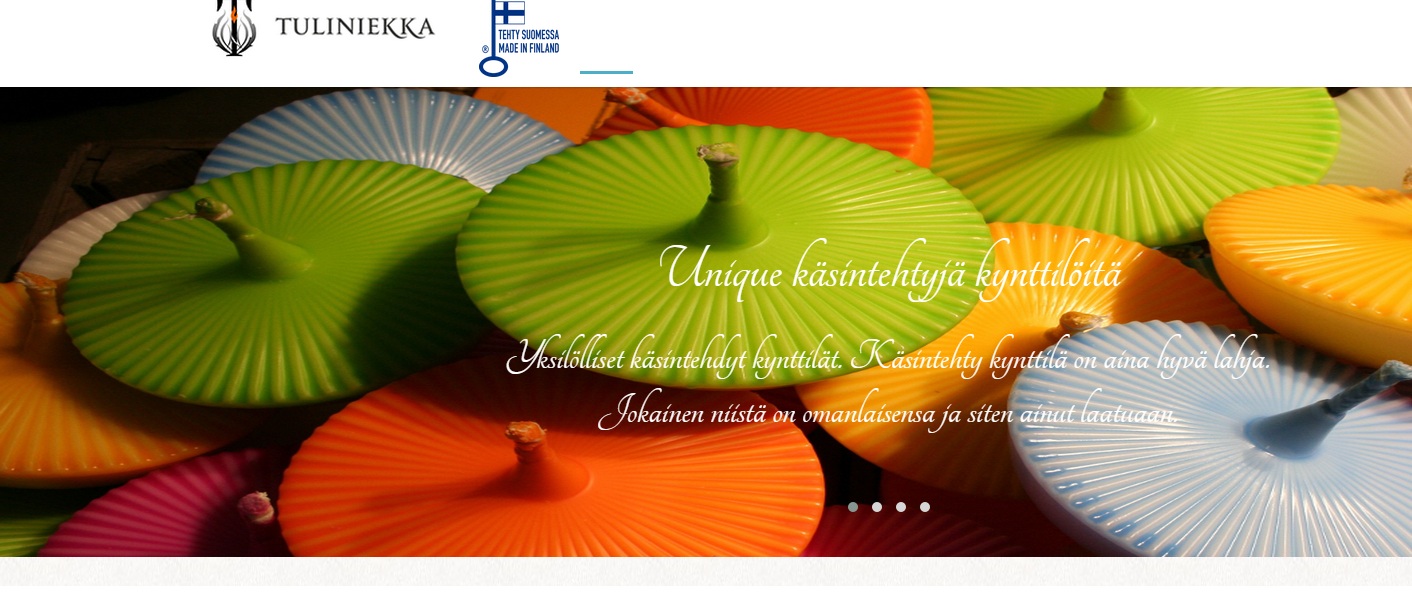 TULINIEKKA
TEHTY SUOMESSA
® MADE IN FINLAND
Unique käsintehtyjä kynttilöitä
Yksilölliset käsintehdyt kynttilät. Käsintehty kynttilä on aina hyvä lahja.
Jokainen niistä on omanlaisensa ja siten ainut laatuaan.